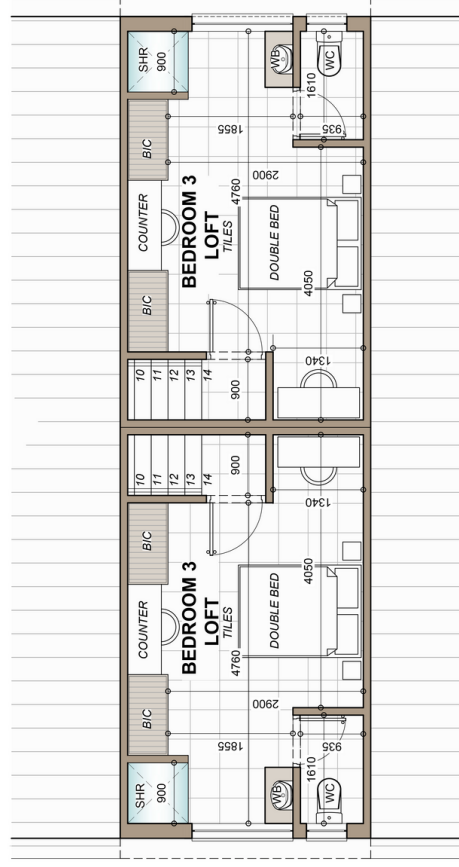 SHR
900
WB
WC
1610
BIC
1855
935
2900
4760
COUNTER
BEDROOM 3
LOFT
TILES
DOUBLE BED
4050
BIC
1340
10
11
12
13
14
900
10
11
12
13
14
900
1340
BIC
4050
COUNTER
BEDROOM 3
LOFT
TILES
DOUBLE BED
4760
2900
BIC
1855
935
1610
SHR
900
WB
WC